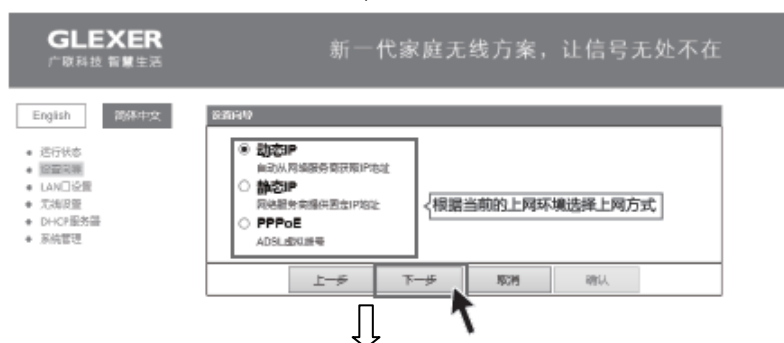 GLEXER
广联科技 智慧生活
新一代家庭无线方案，让信号无处不在
English
简体中文
运行状态
设置向导
LAN口设置
无线设置
DHCP服务器
系统管理
设置向导
动态IP
自动从网络服务商获取IP地址
静态IP
网络服务商提供固定IP地址
PPPoE
ADSL虚拟拨号
根据当前的上网环境选择上网方式
上一步
下一步
取消
确认